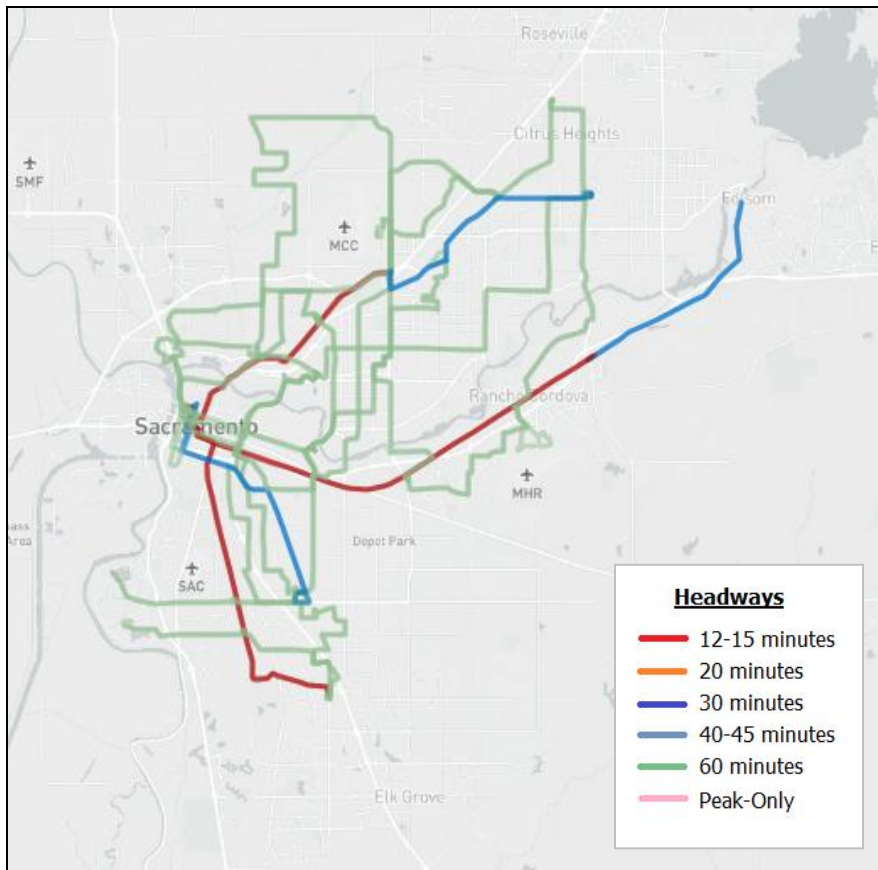 Roseville
Citrus Heights
SMF
MCC
Folsom
Rancho Cordova
Sacramento
MHR
Depot Park
Area
SAC
Elk Grove
Headways
12-15 minutes
20 minutes
30 minutes
40-45 minutes
60 minutes
Peak-Only